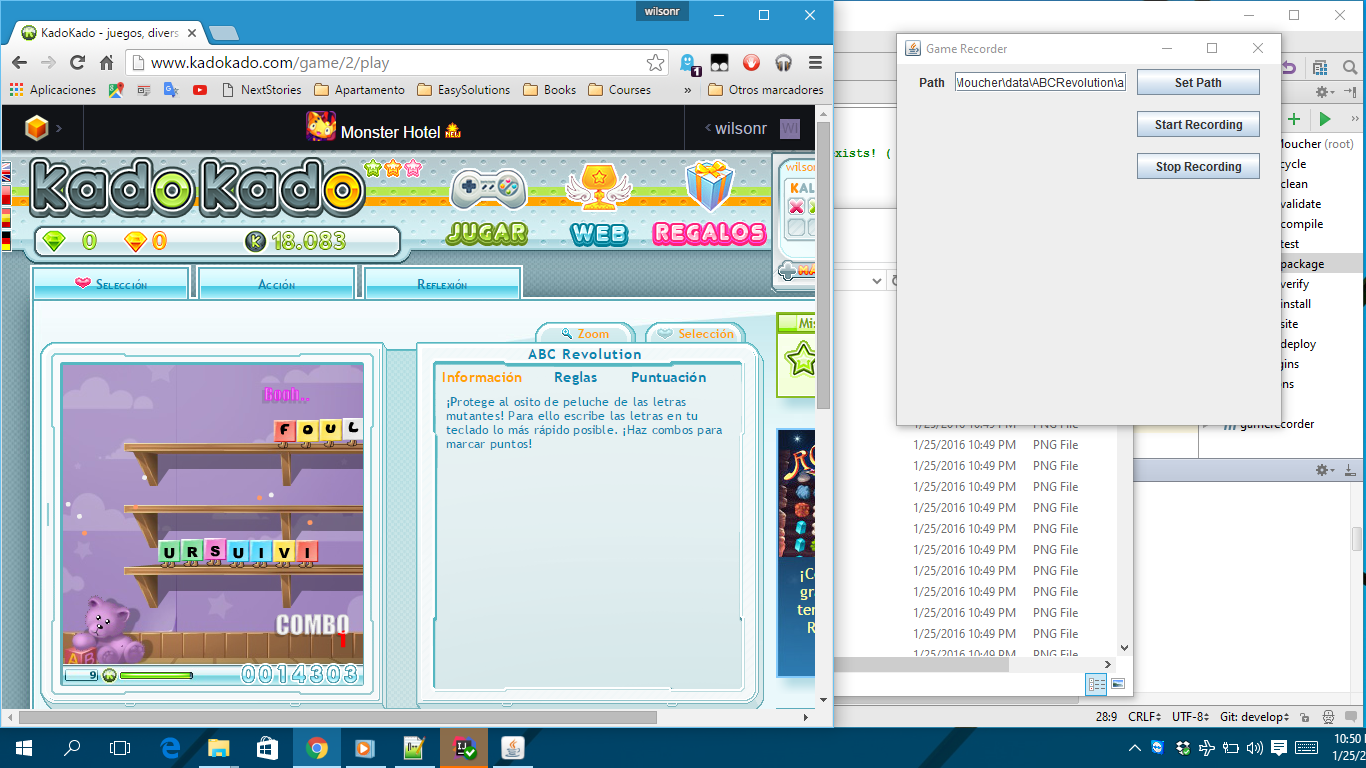 wilsonr
KadoKado - juegos, divers
www.kadokado.com/game/2/play
1
Aplicaciones
NextStories
Apartamento
EasySolutions
Books
Courses
»
Otros marcadores
Monster Hotel NEW
wilsonr
WI
KadoKado
JUGAR
WEB
REGALOS
0
0
K 18.083
wilsonr
KAL
Selección
Acción
Reflexión
Zoom
Selección
ABC Revolution
Información
Reglas
Puntuación
¡Protege al osito de peluche de las letras
mutantes! Para ello escribe las letras en tu
teclado lo más rápido posible. ¡Haz combos para
marcar puntos!
F O U L
U R S U I V I
COMBO
1
A B
9
0014303
Mis
¡Co
gra
ten
R
Game Recorder
Path
Moucher\data\ABCRevolution\a
Set Path
Start Recording
Stop Recording
exists! (
Moucher (root)
cycle
clean
validate
compile
test
package
verify
install
site
deploy
gins
ns
gamerecorder
1/25/2016 10:49 PM PNG File
1/25/2016 10:49 PM PNG File
1/25/2016 10:49 PM PNG File
1/25/2016 10:49 PM PNG File
1/25/2016 10:49 PM PNG File
1/25/2016 10:49 PM PNG File
1/25/2016 10:49 PM PNG File
1/25/2016 10:49 PM PNG File
1/25/2016 10:49 PM PNG File
1/25/2016 10:49 PM PNG File
1/25/2016 10:49 PM PNG File
1/25/2016 10:49 PM PNG File
28:9
CRLF
UTF-8
Git: develop
10:50
1/25/2